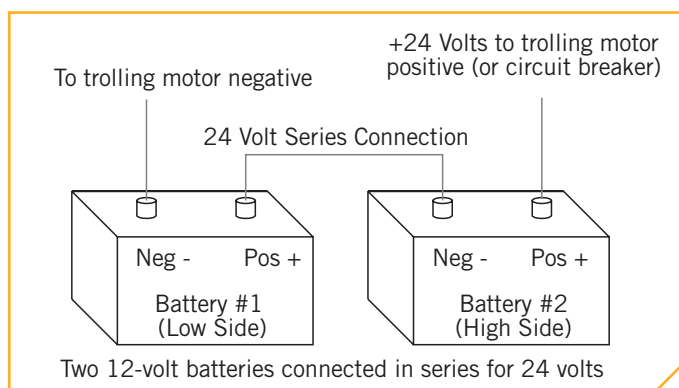 +24 Volts to trolling motor
positive (or circuit breaker)
To trolling motor negative
24 Volt Series Connection
Neg -
Pos +
Neg -
Pos +
Battery #1
(Low Side)
Battery #2
(High Side)
Two 12-volt batteries connected in series for 24 volts